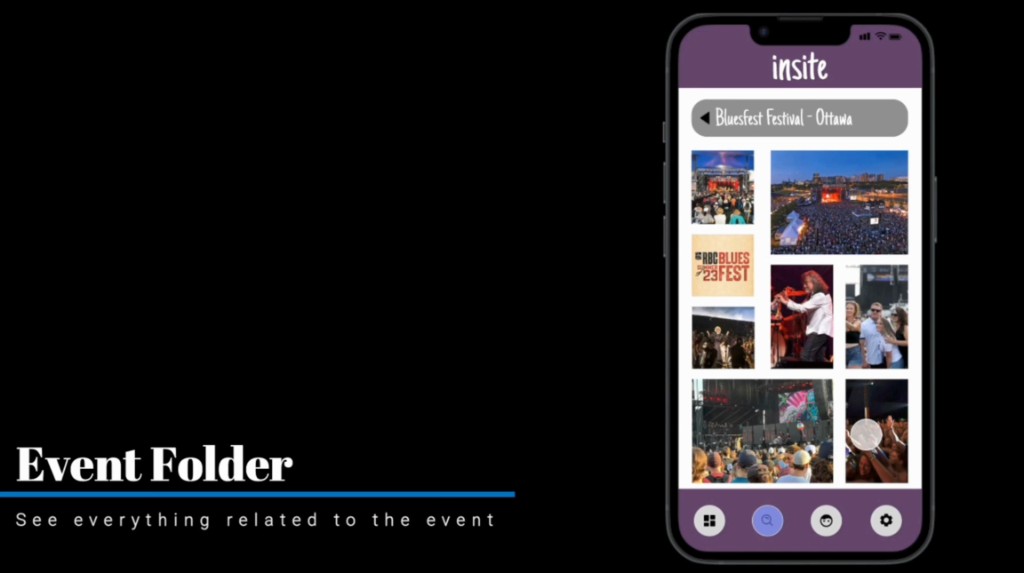 insite
Bluesfest Festival - Ottawa
RBC BLUES
23 FEST
Event Folder
See everything related to the event